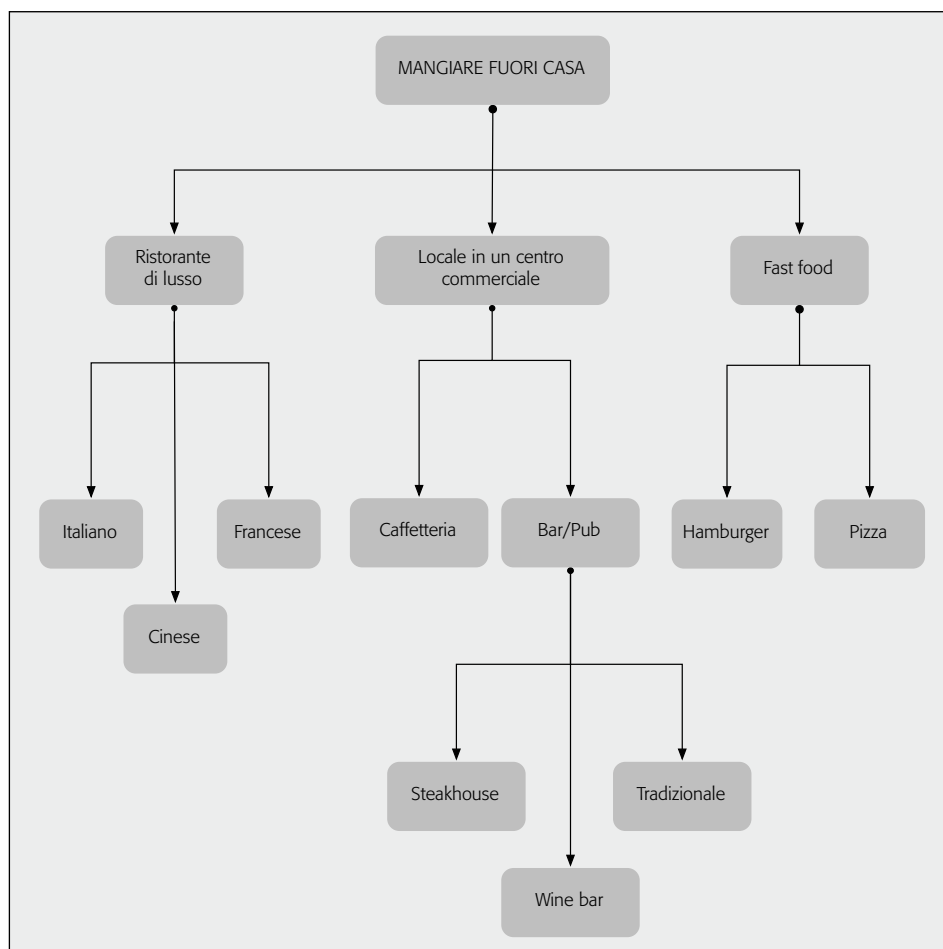 MANGIARE FUORI CASA
Ristorante
di lusso
Locale in un centro
commerciale
Fast food
Italiano
Francese
Caffetteria
Bar/Pub
Hamburger
Pizza
Cinese
Steakhouse
Tradizionale
Wine bar